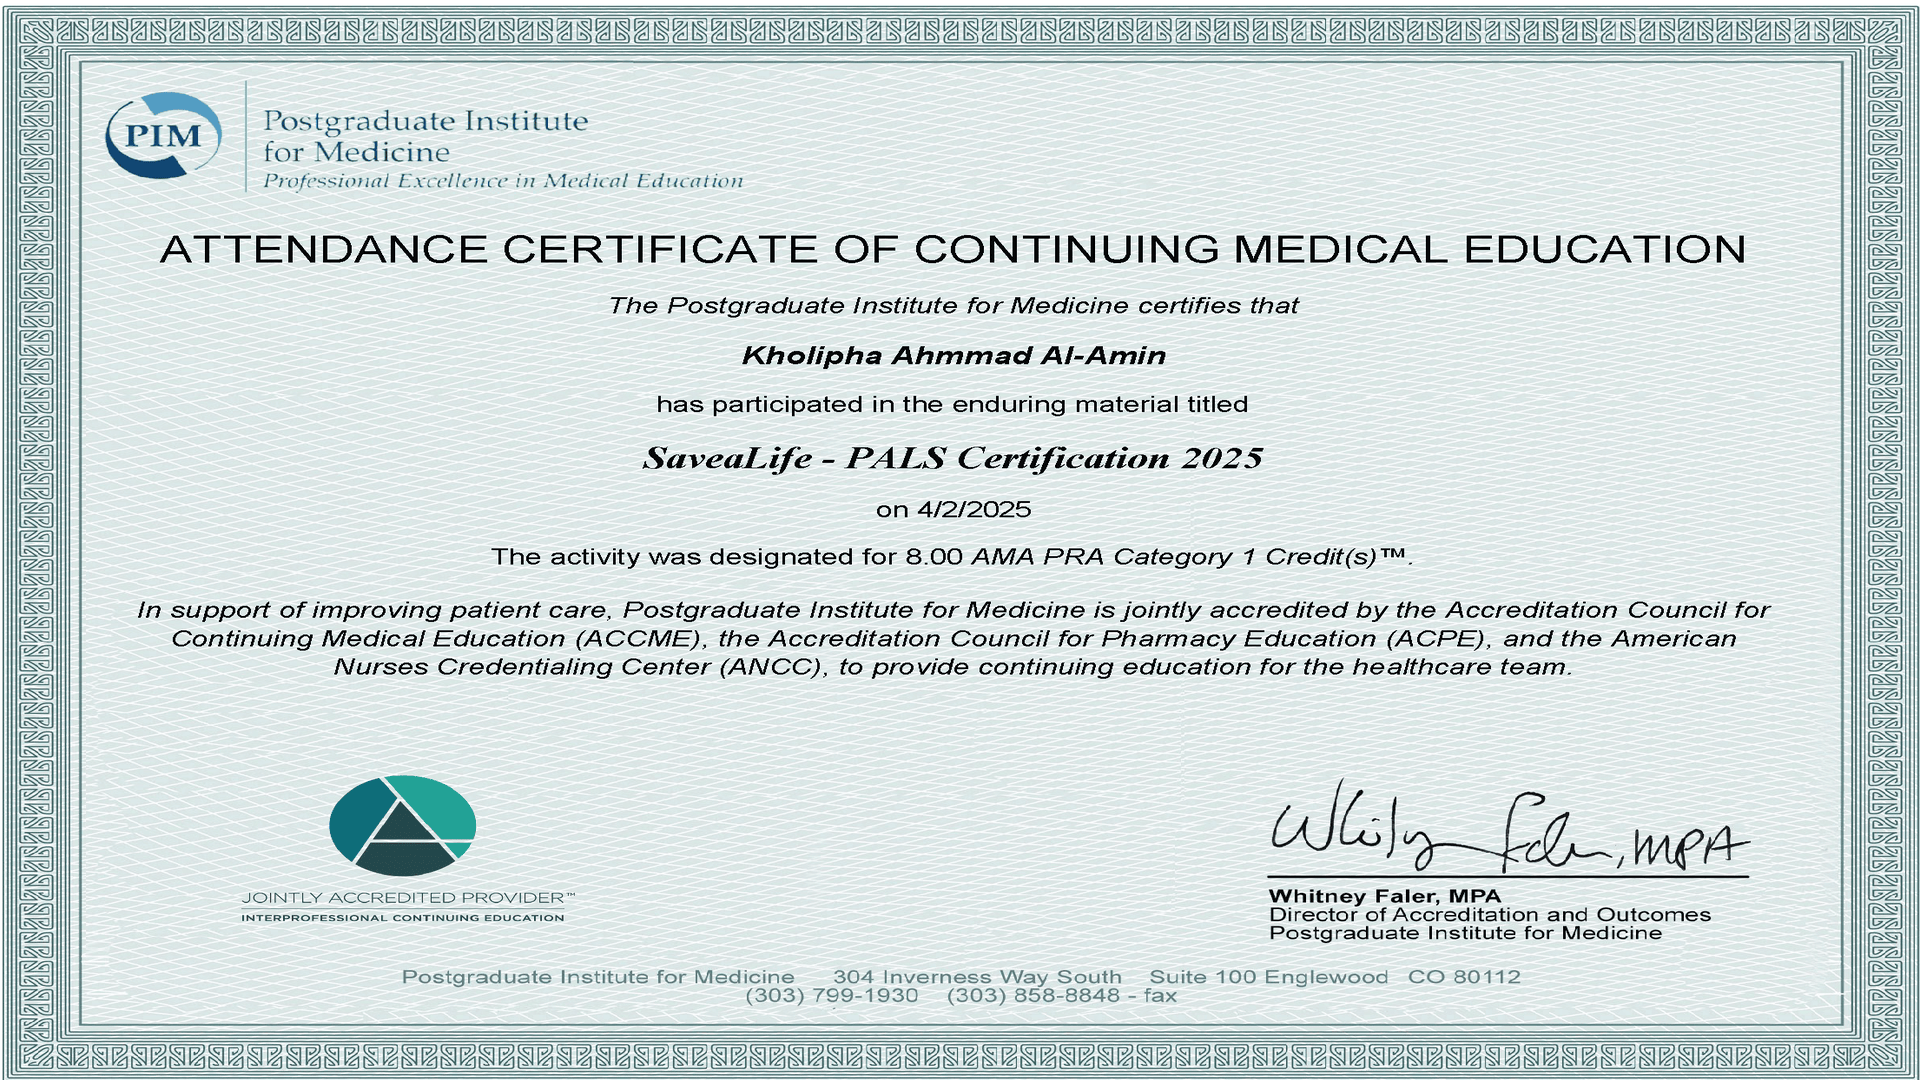 PIM
Postgraduate Institute
for Medicine
Professional Excellence in Medical Education
ATTENDANCE CERTIFICATE OF CONTINUING MEDICAL EDUCATION
The Postgraduate Institute for Medicine certifies that
Kholipha Ahmmad Al-Amin
has participated in the enduring material titled
SaveaLife - PALS Certification 2025
on 4/2/2025
The activity was designated for 8.00 AMA PRA Category 1 Credit(s)™.
In support of improving patient care, Postgraduate Institute for Medicine is jointly accredited by the Accreditation Council for
Continuing Medical Education (ACCME), the Accreditation Council for Pharmacy Education (ACPE), and the American
Nurses Credentialing Center (ANCC), to provide continuing education for the healthcare team.
JOINTLY ACCREDITED PROVIDER™
INTERPROFESSIONAL CONTINUING EDUCATION
Whitney Faler, MPA
Whitney Faler, MPA
Director of Accreditation and Outcomes
Postgraduate Institute for Medicine
Postgraduate Institute for Medicine 304 Inverness Way South Suite 100 Englewood CO 80112
(303) 799-1930 (303) 858-8848 - fax